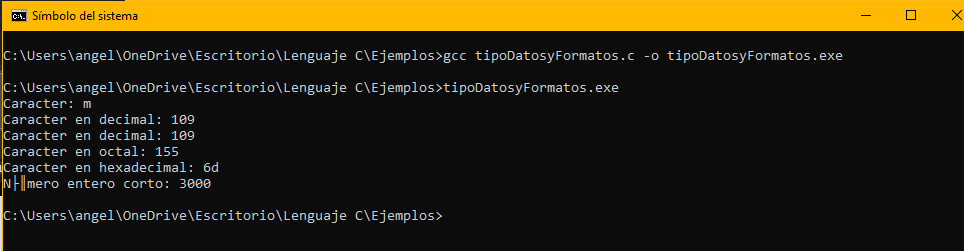 Símbolo del sistema
C:\Users\angel\OneDrive\Escritorio\Lenguaje C\Ejemplos>gcc tipoDatosyFormatos.c -o tipoDatosyFormatos.exe
C:\Users\angel\OneDrive\Escritorio\Lenguaje C\Ejemplos>tipoDatosyFormatos.exe
Caracter: m
Caracter en decimal: 109
Caracter en decimal: 109
Caracter en octal: 155
Caracter en hexadecimal: 6d
N├║mero entero corto: 3000
C:\Users\angel\OneDrive\Escritorio\Lenguaje C\Ejemplos>